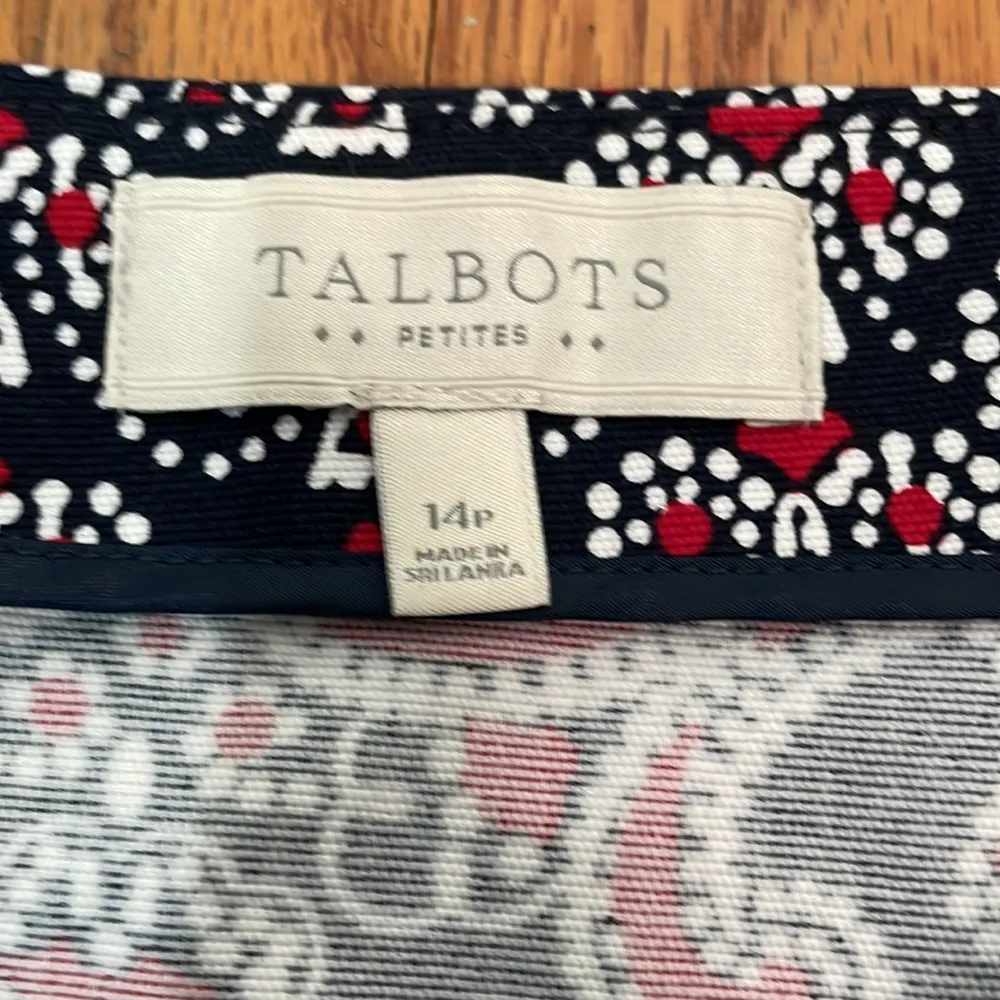 TALBOTS
PETITES
14P
MADE IN
SRI LANKA